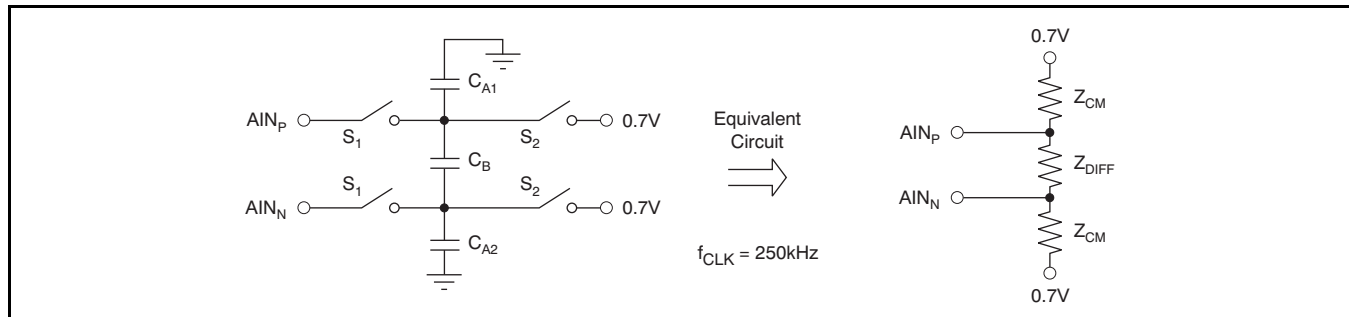 C_A1
AIN_P
S_1
S_2
0.7V
C_B
AIN_N
S_1
S_2
0.7V
C_A2
Equivalent
Circuit
f_CLK = 250kHz
0.7V
Z_CM
AIN_P
Z_DIFF
AIN_N
Z_CM
0.7V